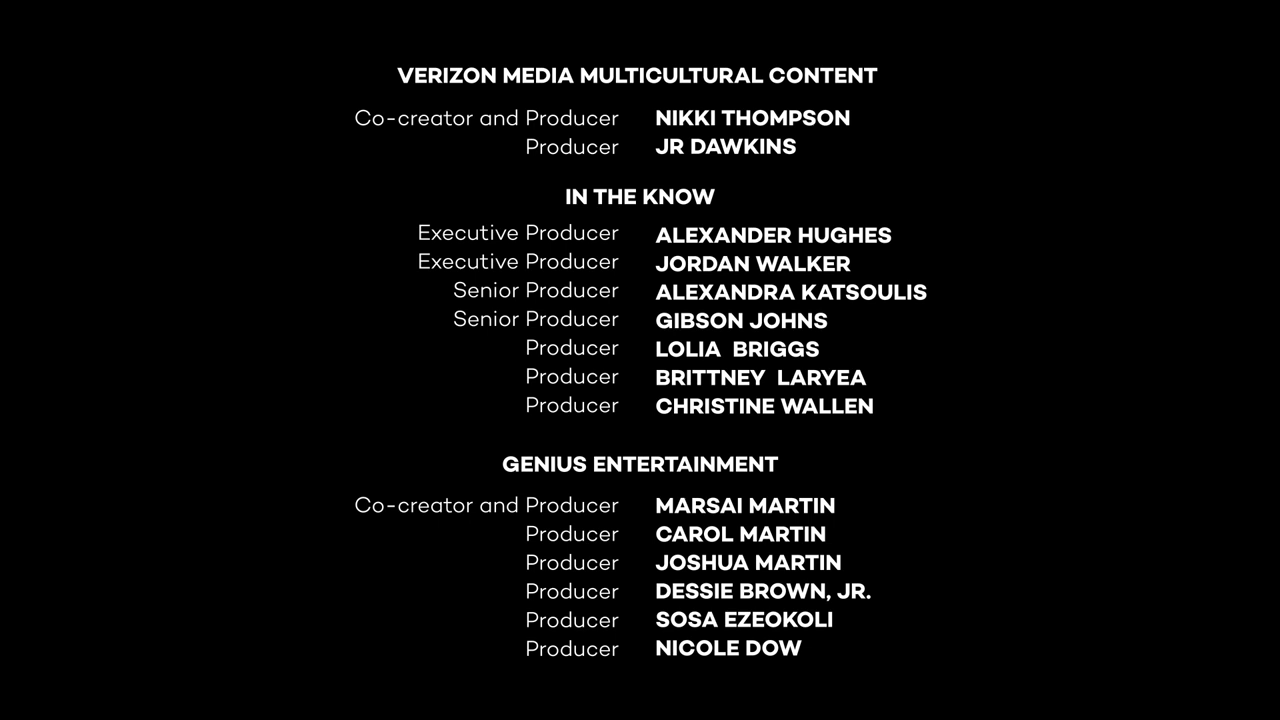 VERIZON MEDIA MULTICULTURAL CONTENT
Co-creator and Producer NIKKI THOMPSON
Producer JR DAWKINS
IN THE KNOW
Executive Producer ALEXANDER HUGHES
Executive Producer JORDAN WALKER
Senior Producer ALEXANDRA KATSOULIS
Senior Producer GIBSON JOHNS
Producer LOLIA BRIGGS
Producer BRITTNEY LARYEA
Producer CHRISTINE WALLEN
GENIUS ENTERTAINMENT
Co-creator and Producer MARSAI MARTIN
Producer CAROL MARTIN
Producer JOSHUA MARTIN
Producer DESSIE BROWN, JR.
Producer SOSA EZEOKOLI
Producer NICOLE DOW